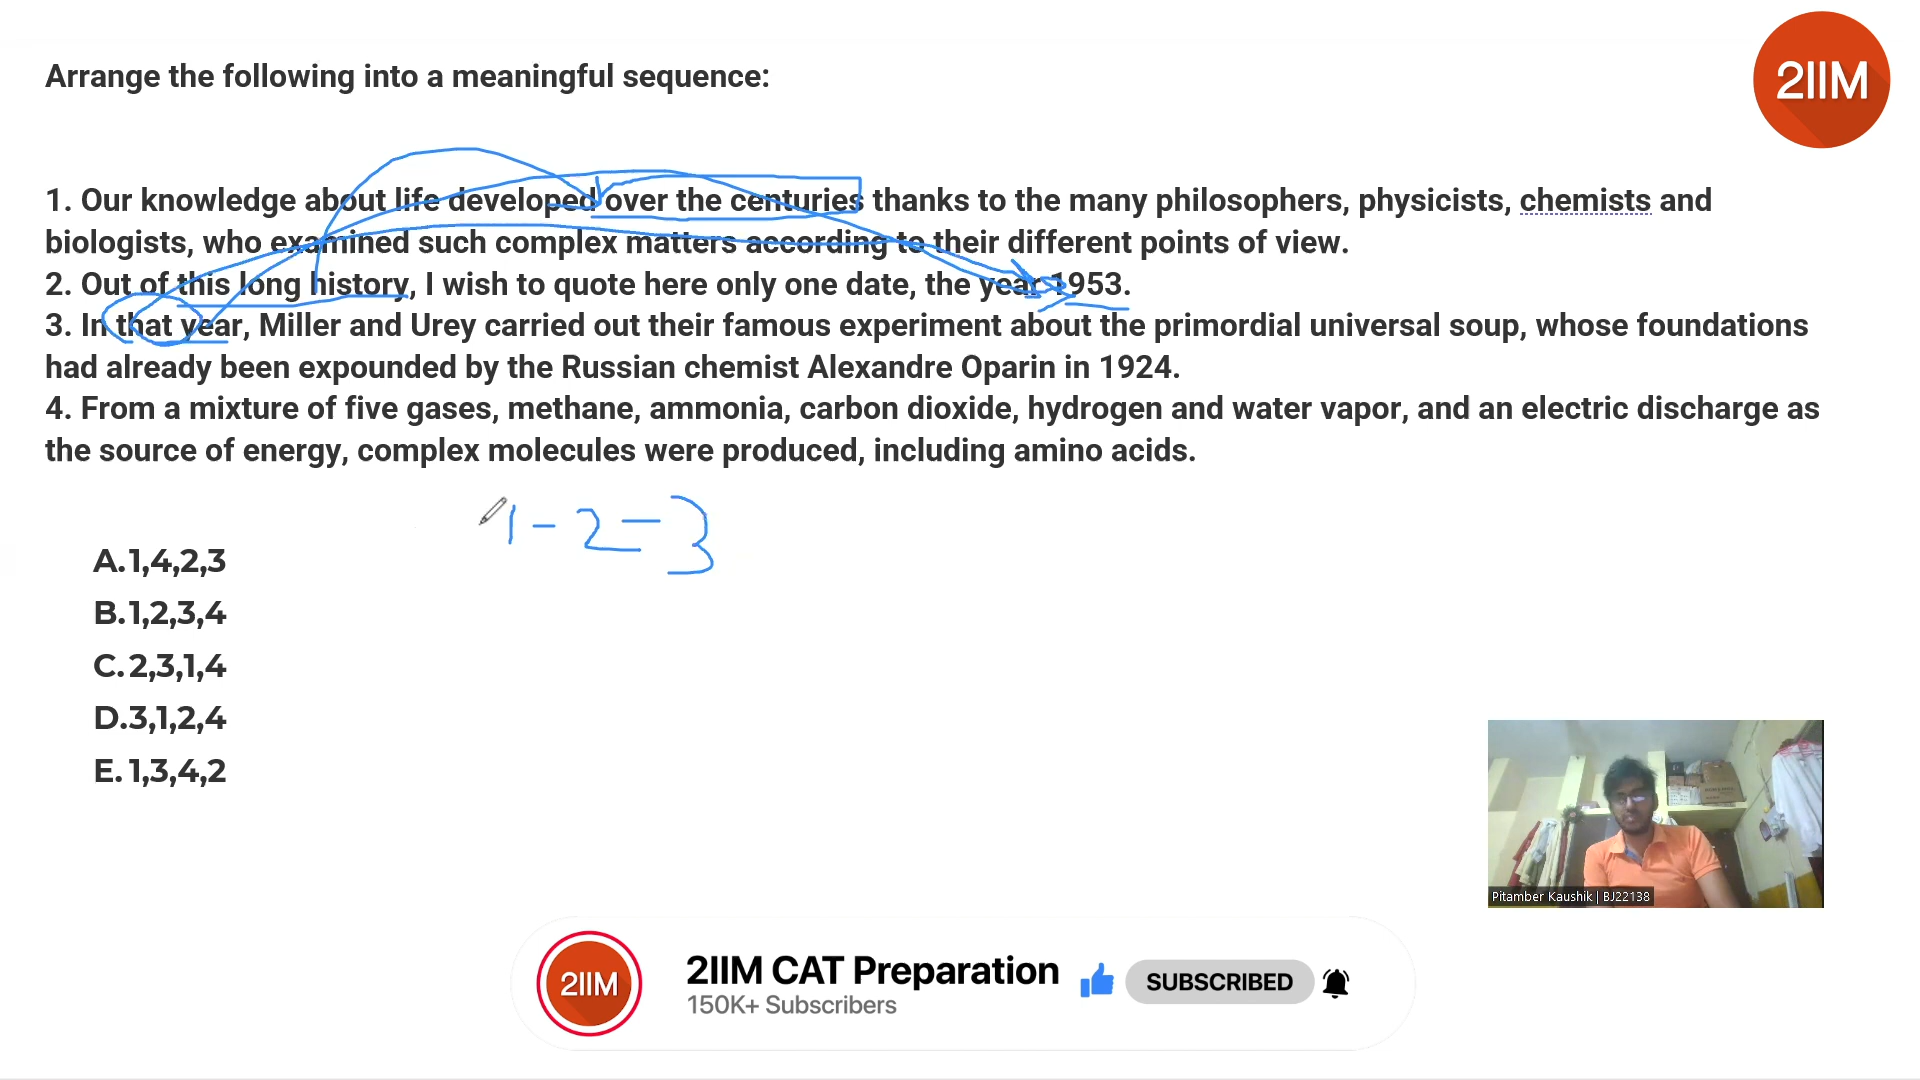 Arrange the following into a meaningful sequence:
2IIM
1. Our knowledge about life developed over the centuries thanks to the many philosophers, physicists, chemists and
biologists, who examined such complex matters according to their different points of view.
2. Out of this long history, I wish to quote here only one date, the year 1953.
3. In that year, Miller and Urey carried out their famous experiment about the primordial universal soup, whose foundations
had already been expounded by the Russian chemist Alexandre Oparin in 1924.
4. From a mixture of five gases, methane, ammonia, carbon dioxide, hydrogen and water vapor, and an electric discharge as
the source of energy, complex molecules were produced, including amino acids.
1-2-3
A. 1,4,2,3
B. 1,2,3,4
C. 2,3,1,4
D. 3,1,2,4
E. 1,3,4,2
Pitamber Kaushik | BJ22138
2IIM
2IIM CAT Preparation
150K+ Subscribers
SUBSCRIBED